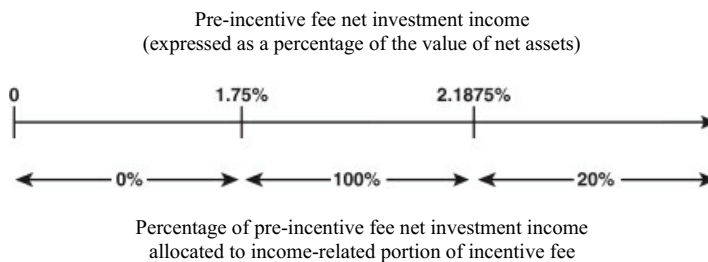 Pre-incentive fee net investment income
(expressed as a percentage of the value of net assets)
0 1.75% 2.1875%
0% 100% 20%
Percentage of pre-incentive fee net investment income
allocated to income-related portion of incentive fee